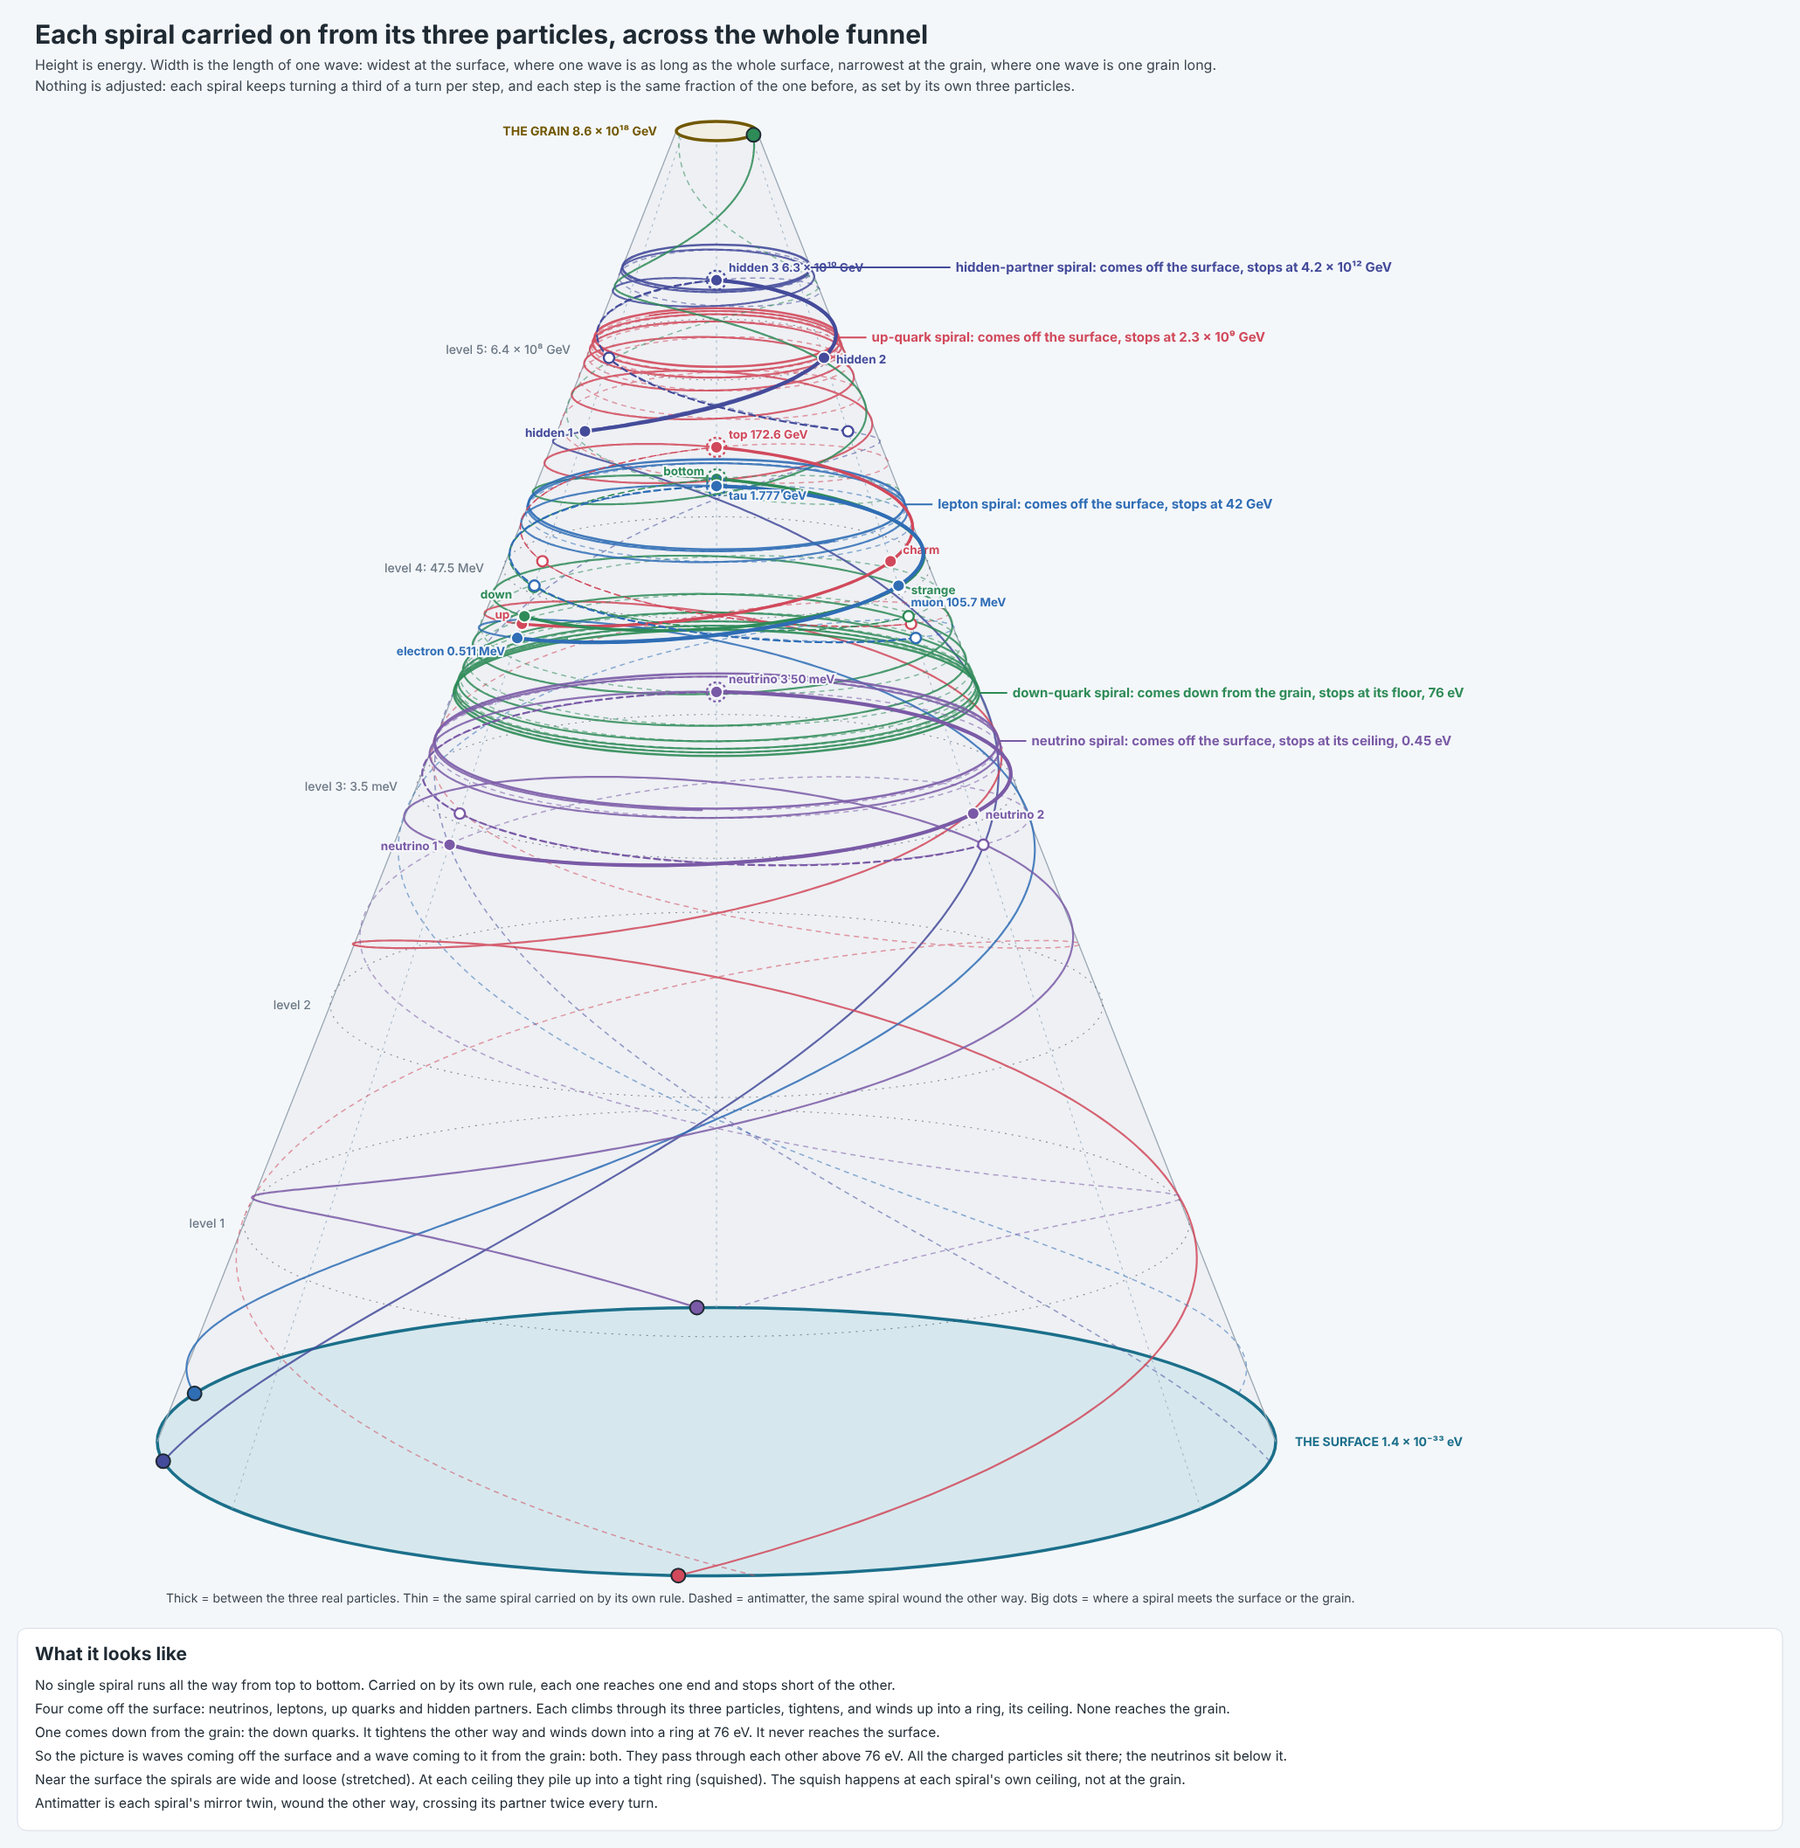 Each spiral carried on from its three particles, across the whole funnel
Height is energy. Width is the length of one wave: widest at the surface, where one wave is as long as the whole surface, narrowest at the grain, where one wave is one grain long.
Nothing is adjusted: each spiral keeps turning a third of a turn per step, and each step is the same fraction of the one before, as set by its own three particles.
THE GRAIN 8.6 × 10¹⁸ GeV
hidden 3 6.3 × 10¹⁰ GeV
hidden-partner spiral: comes off the surface, stops at 4.2 × 10¹² GeV
up-quark spiral: comes off the surface, stops at 2.3 × 10⁹ GeV
level 5: 6.4 × 10⁸ GeV
hidden 2
hidden 1
top 172.6 GeV
bottom
tau 1.777 GeV
lepton spiral: comes off the surface, stops at 42 GeV
charm
level 4: 47.5 MeV
strange
down
muon 105.7 MeV
up
electron 0.511 MeV
neutrino 3 50 meV
down-quark spiral: comes down from the grain, stops at its floor, 76 eV
neutrino spiral: comes off the surface, stops at its ceiling, 0.45 eV
level 3: 3.5 meV
neutrino 2
neutrino 1
level 2
level 1
THE SURFACE 1.4 × 10⁻³³ eV
Thick = between the three real particles. Thin = the same spiral carried on by its own rule. Dashed = antimatter, the same spiral wound the other way. Big dots = where a spiral meets the surface or the grain.
What it looks like
No single spiral runs all the way from top to bottom. Carried on by its own rule, each one reaches one end and stops short of the other.
Four come off the surface: neutrinos, leptons, up quarks and hidden partners. Each climbs through its three particles, tightens, and winds up into a ring, its ceiling. None reaches the grain.
One comes down from the grain: the down quarks. It tightens the other way and winds down into a ring at 76 eV. It never reaches the surface.
So the picture is waves coming off the surface and a wave coming to it from the grain: both. They pass through each other above 76 eV. All the charged particles sit there; the neutrinos sit below it.
Near the surface the spirals are wide and loose (stretched). At each ceiling they pile up into a tight ring (squished). The squish happens at each spiral's own ceiling, not at the grain.
Antimatter is each spiral's mirror twin, wound the other way, crossing its partner twice every turn.